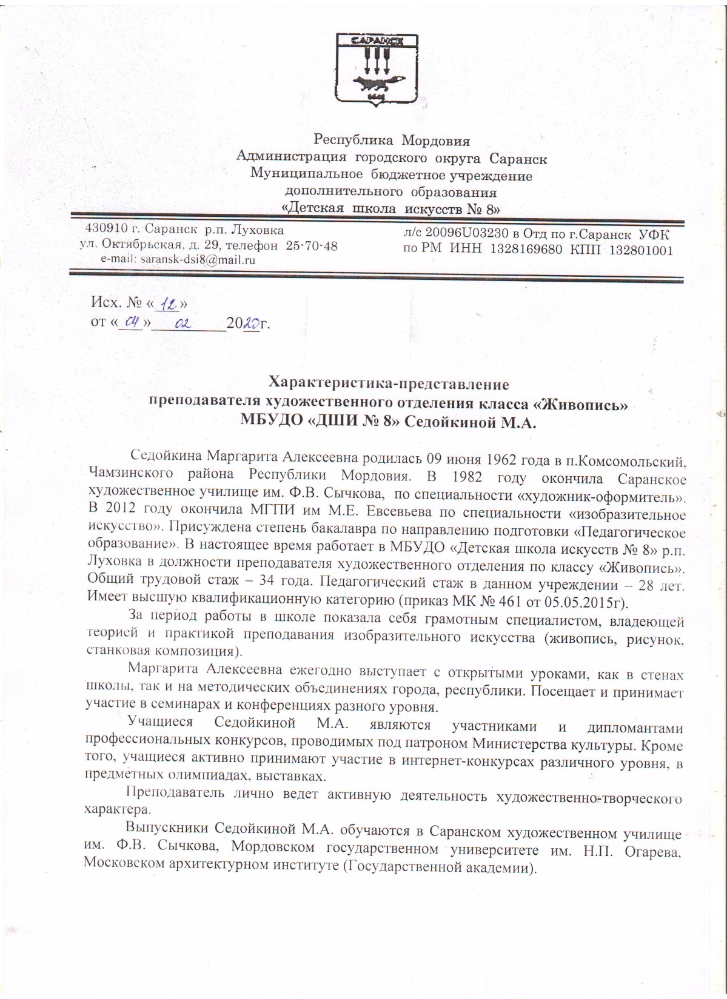 САРАНСК
Республика Мордовия
Администрация городского округа Саранск
Муниципальное бюджетное учреждение
дополнительного образования
«Детская школа искусств № 8»
430910 г. Саранск р.п. Луховка
ул. Октябрьская, д. 29, телефон 25-70-48
e-mail: saransk-dsi8@mail.ru
л/с 20096U03230 в Отд по г.Саранск УФК
по РМ ИНН 1328169680 КПП 132801001
Исх. № «12»
от «04» 02 2020г.
Характеристика-представление
преподавателя художественного отделения класса «Живопись»
МБУДО «ДШИ № 8» Седойкиной М.А.
Седойкина Маргарита Алексеевна родилась 09 июня 1962 года в п.Комсомольский,
Чамзинского района Республики Мордовия. В 1982 году окончила Саранское
художественное училище им. Ф.В. Сычкова, по специальности «художник-оформитель».
В 2012 году окончила МГПИ им М.Е. Евсевьева по специальности «изобразительное
искусство». Присуждена степень бакалавра по направлению подготовки «Педагогическое
образование». В настоящее время работает в МБУДО «Детская школа искусств № 8» р.п.
Луховка в должности преподавателя художественного отделения по классу «Живопись».
Общий трудовой стаж – 34 года. Педагогический стаж в данном учреждении – 28 лет.
Имеет высшую квалификационную категорию (приказ МК № 461 от 05.05.2015г).
За период работы в школе показала себя грамотным специалистом, владеющей
теорией и практикой преподавания изобразительного искусства (живопись, рисунок,
станковая композиция).
Маргарита Алексеевна ежегодно выступает с открытыми уроками, как в стенах
школы, так и на методических объединениях города, республики. Посещает и принимает
участие в семинарах и конференциях разного уровня.
Учащиеся Седойкиной М.А. являются участниками и дипломантами
профессиональных конкурсов, проводимых под патроном Министерства культуры. Кроме
того, учащиеся активно принимают участие в интернет-конкурсах различного уровня, в
предметных олимпиадах, выставках.
Преподаватель лично ведет активную деятельность художественно-творческого
характера.
Выпускники Седойкиной М.А. обучаются в Саранском художественном училище
им. Ф.В. Сычкова, Мордовском государственном университете им. Н.П. Огарева,
Московском архитектурном институте (Государственной академии).